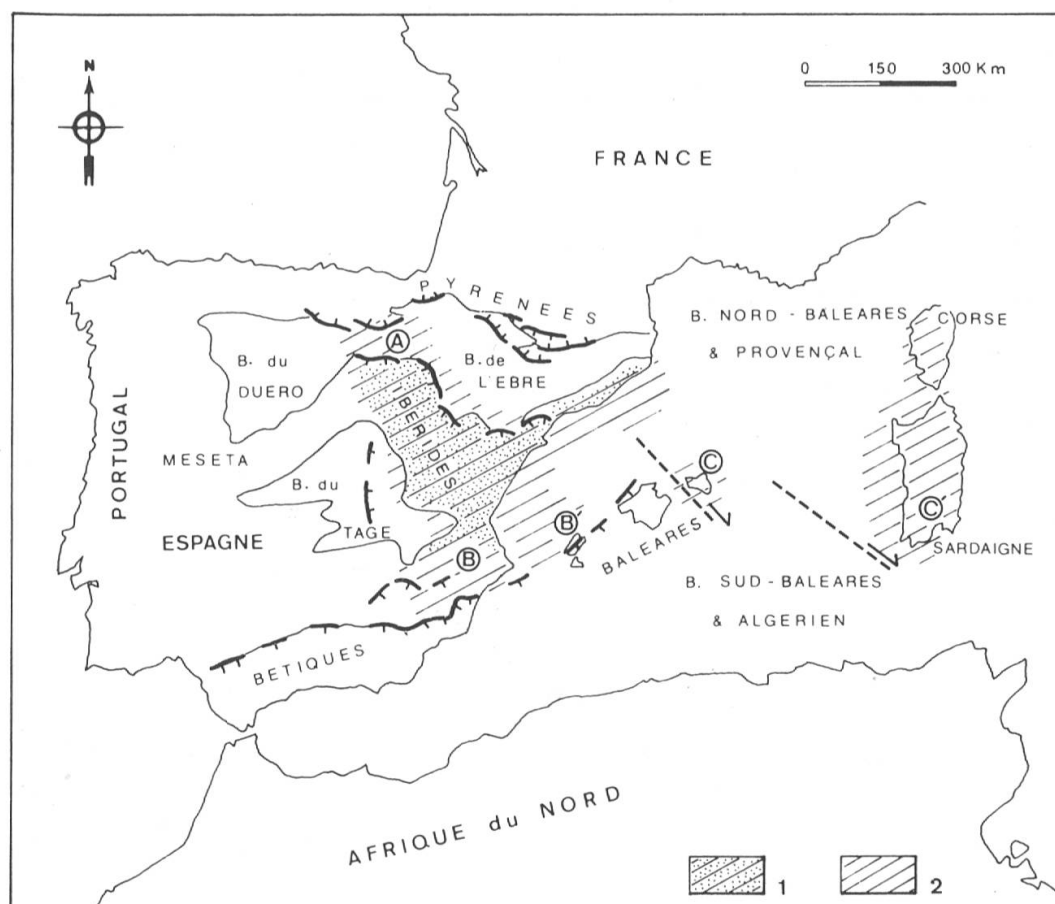 N
0 150 300 Km
FRANCE
PYRENEES
B. NORD - BALEARES
& PROVENÇAL
CORSE
A
B. du
DUERO
B. de
L'EBRE
IBERIDES
PORTUGAL
MESETA
B. du
TAGE
ESPAGNE
C
B
B
BALEARES
C
SARDAIGNE
B. SUD - BALEARES
& ALGERIEN
BETIQUES
AFRIQUE du NORD
1
2